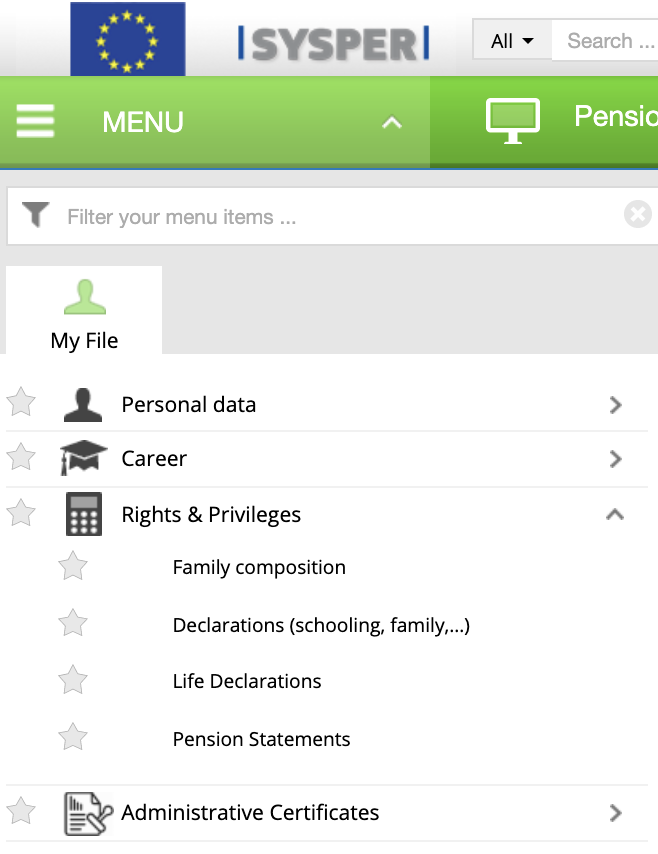 SYSPER
All
Search ...
MENU
Pensio
Filter your menu items ...
My File
Personal data
Career
Rights & Privileges
Family composition
Declarations (schooling, family,...)
Life Declarations
Pension Statements
Administrative Certificates